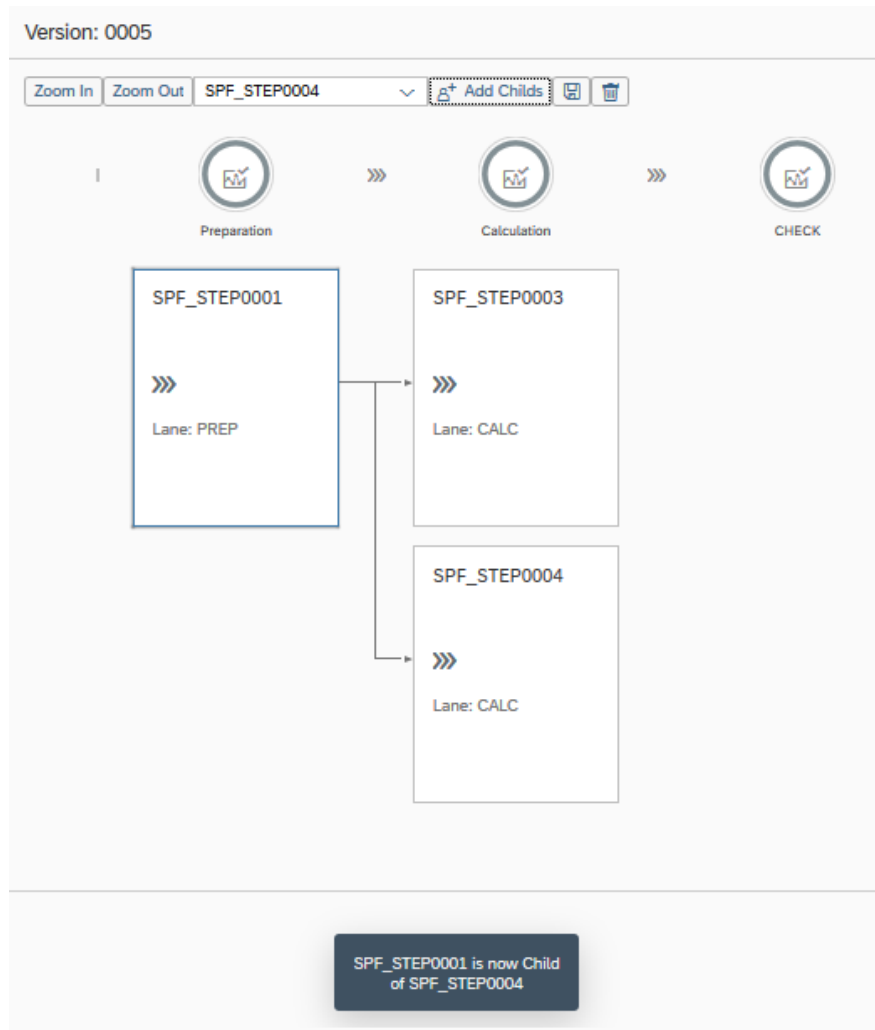 Version: 0005
Zoom In Zoom Out SPF_STEP0004 Add Childs
Preparation Calculation CHECK
SPF_STEP0001 SPF_STEP0003
Lane: PREP Lane: CALC
SPF_STEP0004
Lane: CALC
SPF_STEP0001 is now Child
of SPF_STEP0004